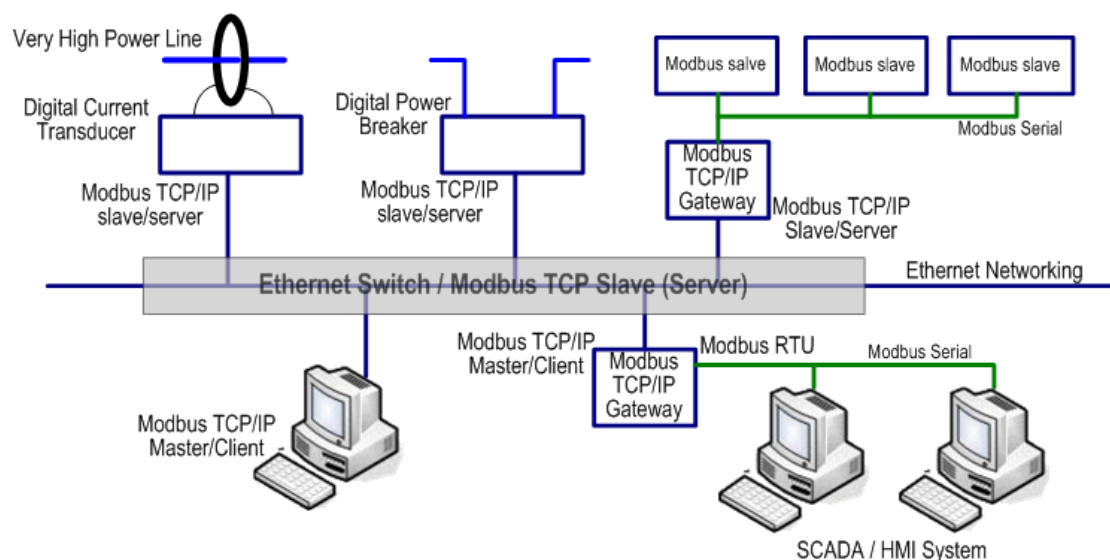 Very High Power Line
Digital Current
Transducer
Modbus TCP/IP
slave/server
Digital Power
Breaker
Modbus TCP/IP
slave/server
Modbus salve
Modbus slave
Modbus slave
Modbus Serial
Modbus
TCP/IP
Gateway
Modbus TCP/IP
Slave/Server
Ethernet Switch / Modbus TCP Slave (Server)
Ethernet Networking
Modbus TCP/IP
Master/Client
Modbus TCP/IP
Master/Client
Modbus
TCP/IP
Gateway
Modbus RTU
Modbus Serial
SCADA / HMI System